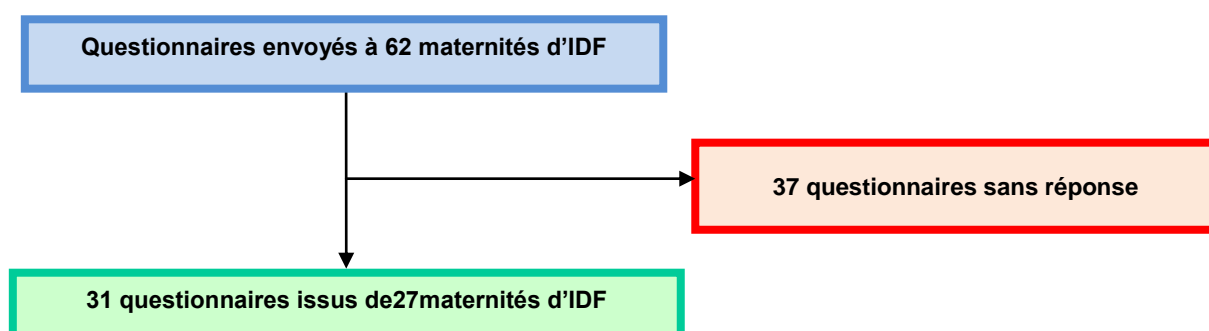 Questionnaires envoyés à 62 maternités d’IDF
37 questionnaires sans réponse
31 questionnaires issus de27maternités d’IDF